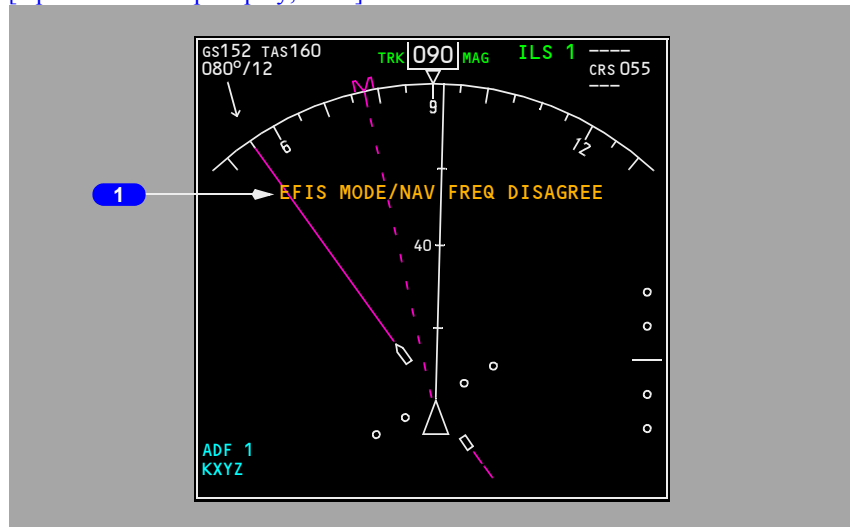 GS152 TAS160
080º/12
TRK 090 MAG
ILS 1 ----
CRS 055
---
9
6
12
1
EFIS MODE/NAV FREQ DISAGREE
40
ADF 1
KXYZ